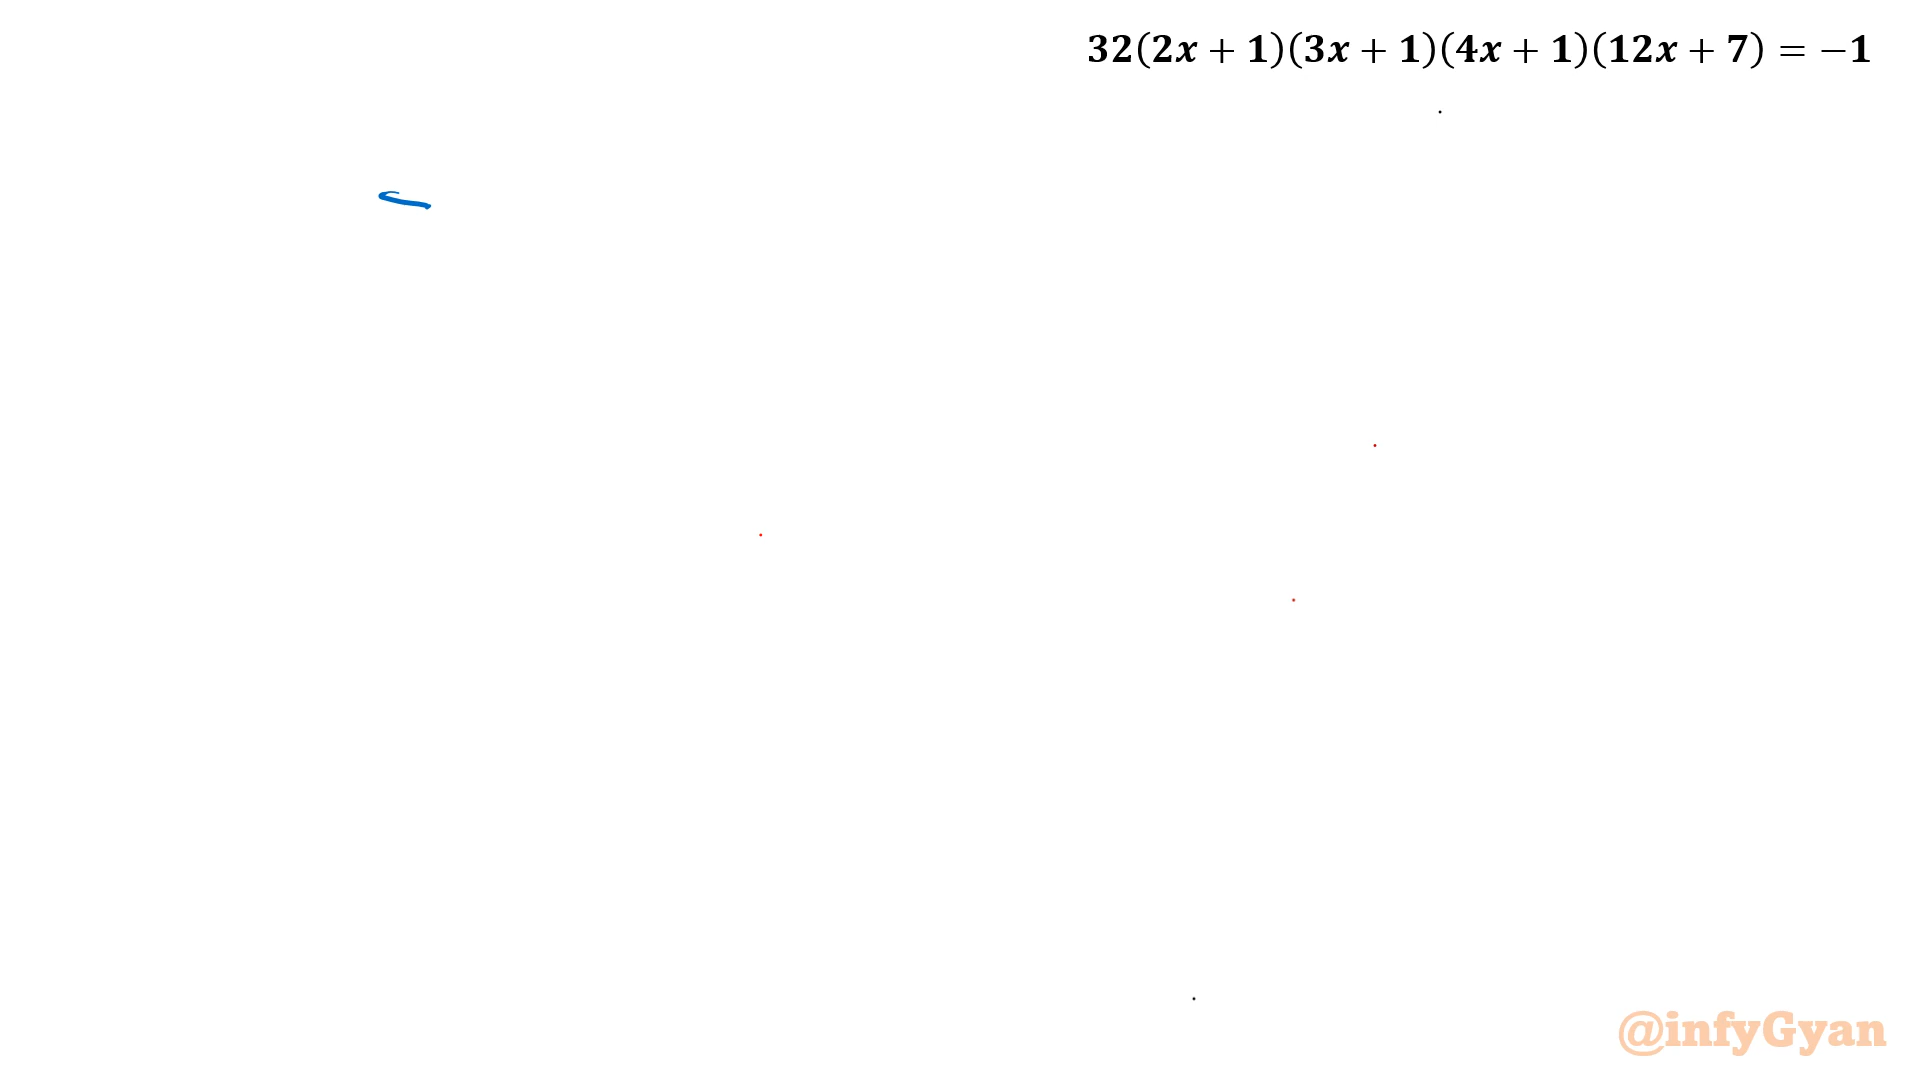 32(2x + 1)(3x + 1)(4x + 1)(12x + 7) = −1
@infyGyan